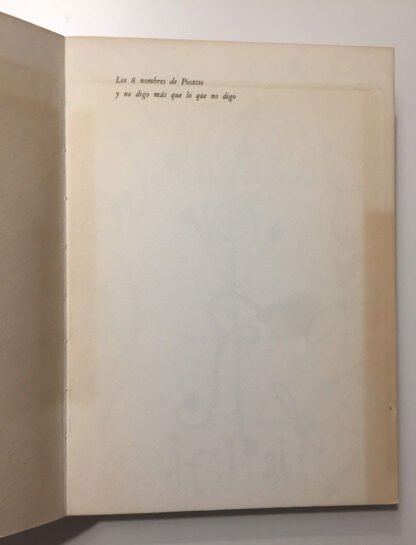 Los 8 nombres de Picasso
y no digo más que lo que no digo